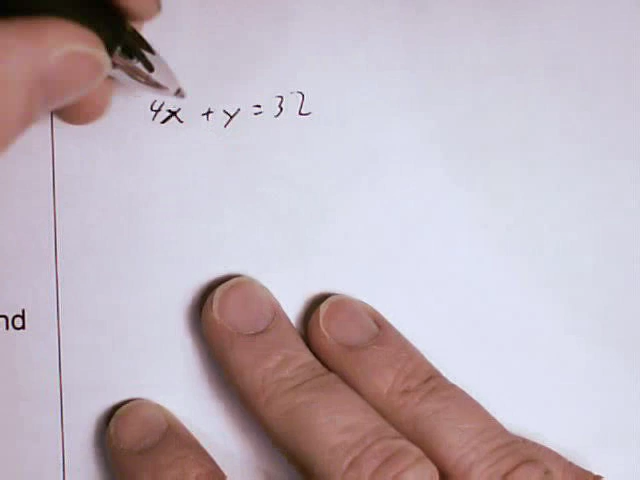 4x + y = 32
nd